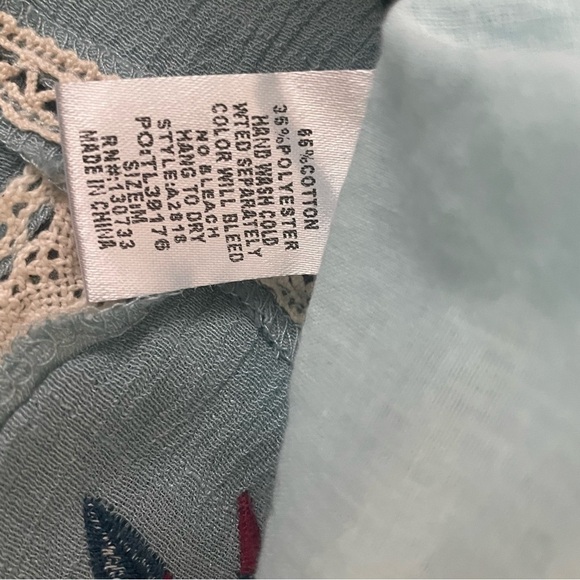 65%COTTON
35%POLYESTER
HAND WASH COLD
WTED SEPARATELY
COLOR WILL BLEED
NO BLEACH
HANG TO DRY
STYLE:A2818
PO:TL39176
SIZE:M
RN#:130733
MADE IN CHINA